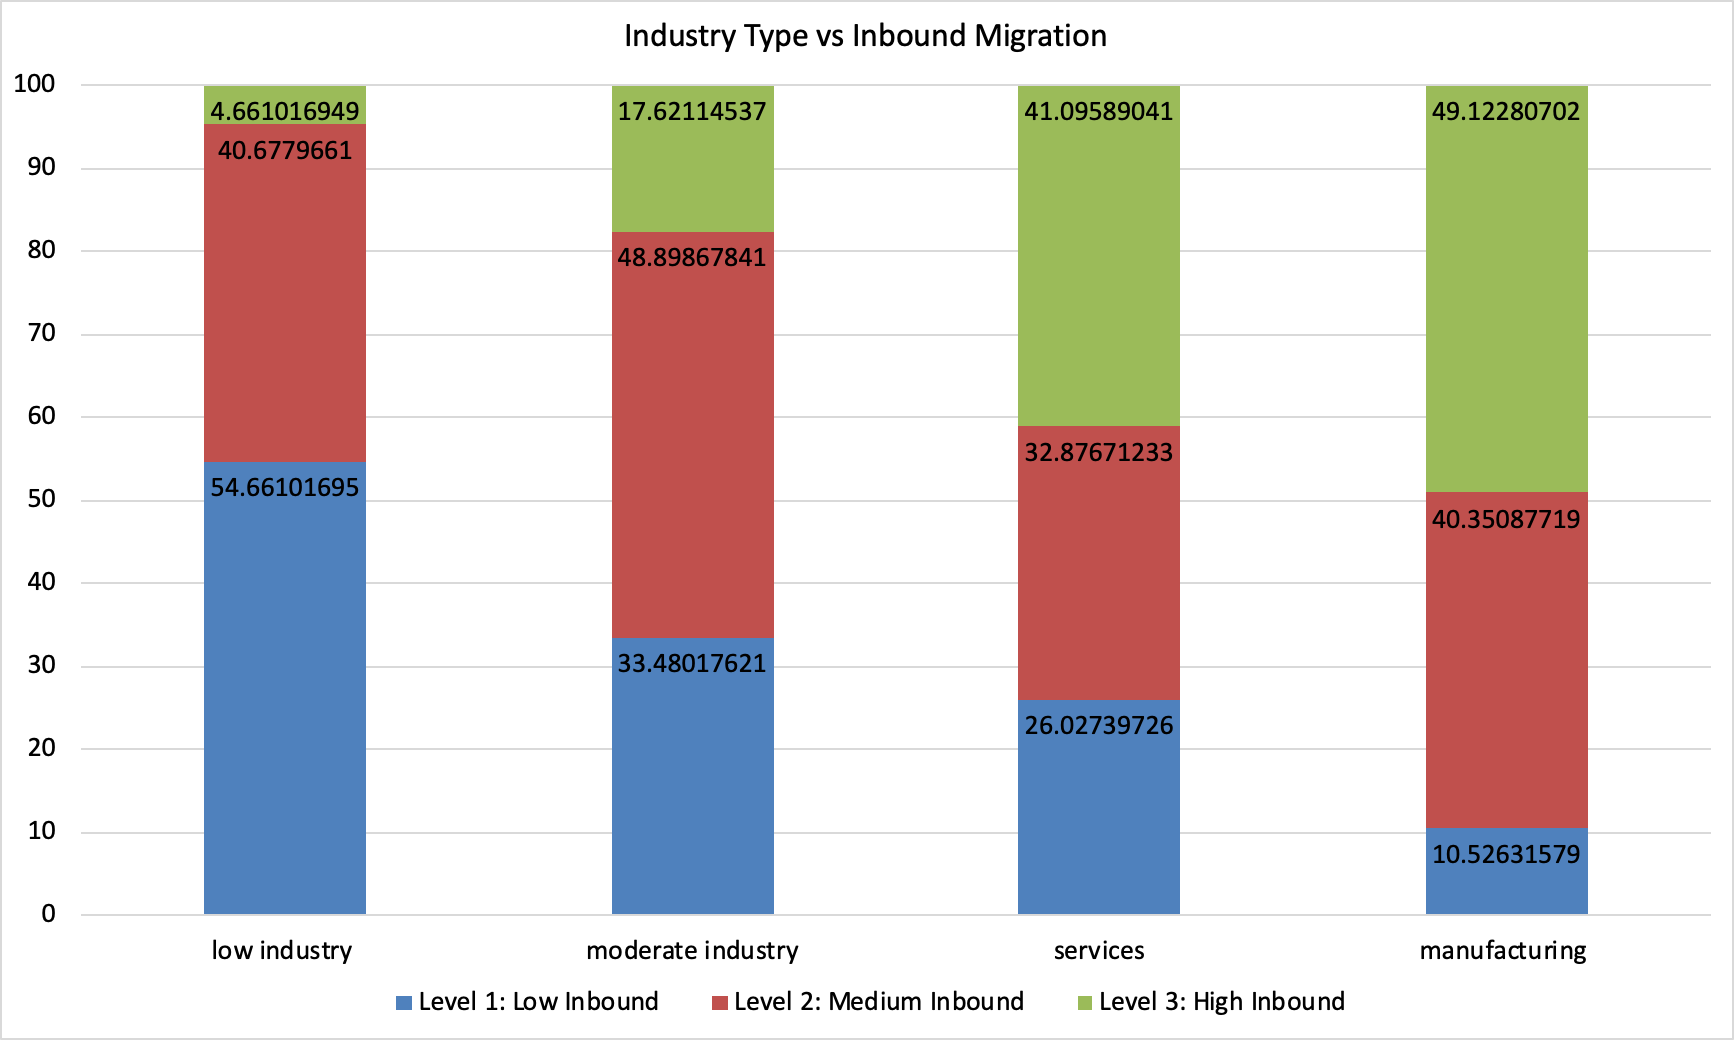 Industry Type vs Inbound Migration
100
90
80
70
60
50
40
30
20
10
0
4.661016949
40.6779661
54.66101695
17.62114537
48.89867841
33.48017621
41.09589041
32.87671233
26.02739726
49.12280702
40.35087719
10.52631579
low industry
moderate industry
services
manufacturing
Level 1: Low Inbound
Level 2: Medium Inbound
Level 3: High Inbound